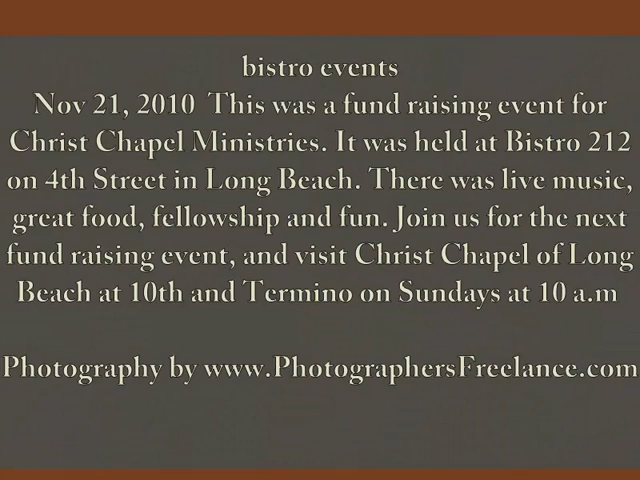 bistro events
Nov 21, 2010  This was a fund raising event for
Christ Chapel Ministries. It was held at Bistro 212
on 4th Street in Long Beach. There was live music,
great food, fellowship and fun. Join us for the next
fund raising event, and visit Christ Chapel of Long
Beach at 10th and Termino on Sundays at 10 a.m
Photography by www.PhotographersFreelance.com